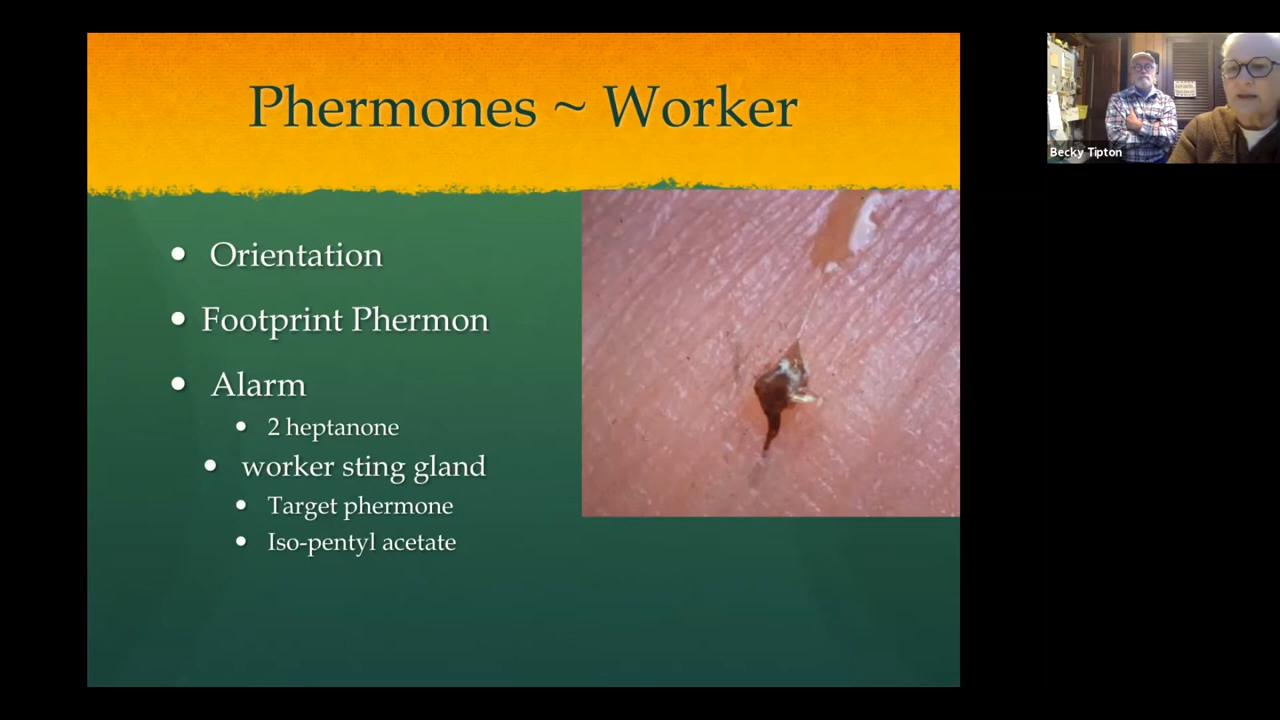 Phermones ~ Worker
Orientation
Footprint Phermon
Alarm
2 heptanone
worker sting gland
Target phermone
Iso-pentyl acetate
Becky Tipton